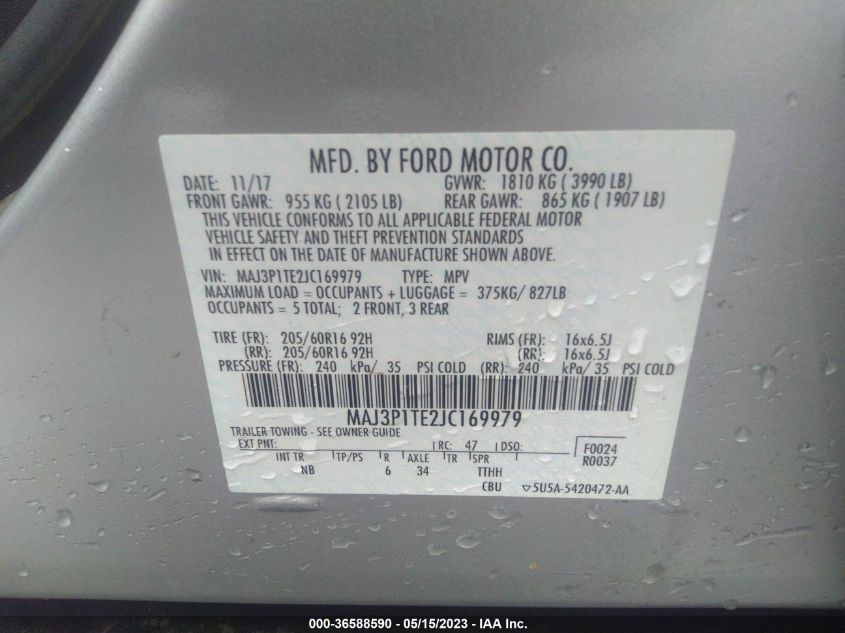 MFD. BY FORD MOTOR CO.
DATE: 11/17 GVWR: 1810 KG ( 3990 LB)
FRONT GAWR: 955 KG ( 2105 LB) REAR GAWR: 865 KG ( 1907 LB)
THIS VEHICLE CONFORMS TO ALL APPLICABLE FEDERAL MOTOR
VEHICLE SAFETY AND THEFT PREVENTION STANDARDS
IN EFFECT ON THE DATE OF MANUFACTURE SHOWN ABOVE.
VIN: MAJ3P1TE2JC169979 TYPE: MPV
MAXIMUM LOAD = OCCUPANTS + LUGGAGE = 375KG/ 827LB
OCCUPANTS = 5 TOTAL; 2 FRONT, 3 REAR
TIRE (FR): 205/60R16 92H RIMS (FR): 16x6.5J
(RR): 205/60R16 92H (RR): 16x6.5J
PRESSURE (FR): 240 kPa/ 35 PSI COLD (RR): 240 kPa/ 35 PSI COLD
MAJ3P1TE2JC169979
TRAILER TOWING - SEE OWNER GUIDE
EXT PNT: RC: 47 DSO: F0024
R0037
INT TR TP/PS R AXLE TR SPR
NB 6 34 TTHH
CBU ▽5U5A-5420472-AA
000-36588590 - 05/15/2023 - IAA Inc.